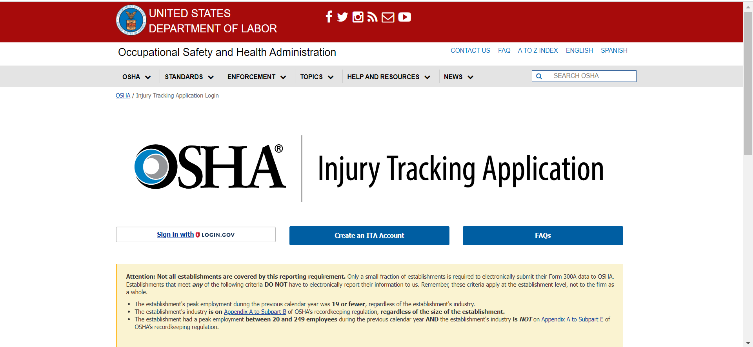 UNITED STATES
DEPARTMENT OF LABOR
Occupational Safety and Health Administration
CONTACT US FAQ A TO Z INDEX ENGLISH SPANISH
OSHA STANDARDS ENFORCEMENT TOPICS HELP AND RESOURCES NEWS SEARCH OSHA
OSHA / Injury Tracking Application Login
OSHA® Injury Tracking Application
Sign in with LOGIN.GOV Create an ITA Account FAQs
Attention: Not all establishments are covered by this reporting requirement. Only a small fraction of establishments is required to electronically submit their Form 300A data to OSHA.
Establishments that meet any of the following criteria DO NOT have to electronically report their information to us. Remember, these criteria apply at the establishment level, not to the firm as
a whole.
• The establishment's peak employment during the previous calendar year was 19 or fewer, regardless of the establishment's industry.
• The establishment's industry is on Appendix A to Subpart B of OSHA's recordkeeping regulation, regardless of the size of the establishment.
• The establishment had a peak employment between 20 and 249 employees during the previous calendar year AND the establishment's industry is NOT on Appendix A to Subpart E of
OSHA's recordkeeping regulation.